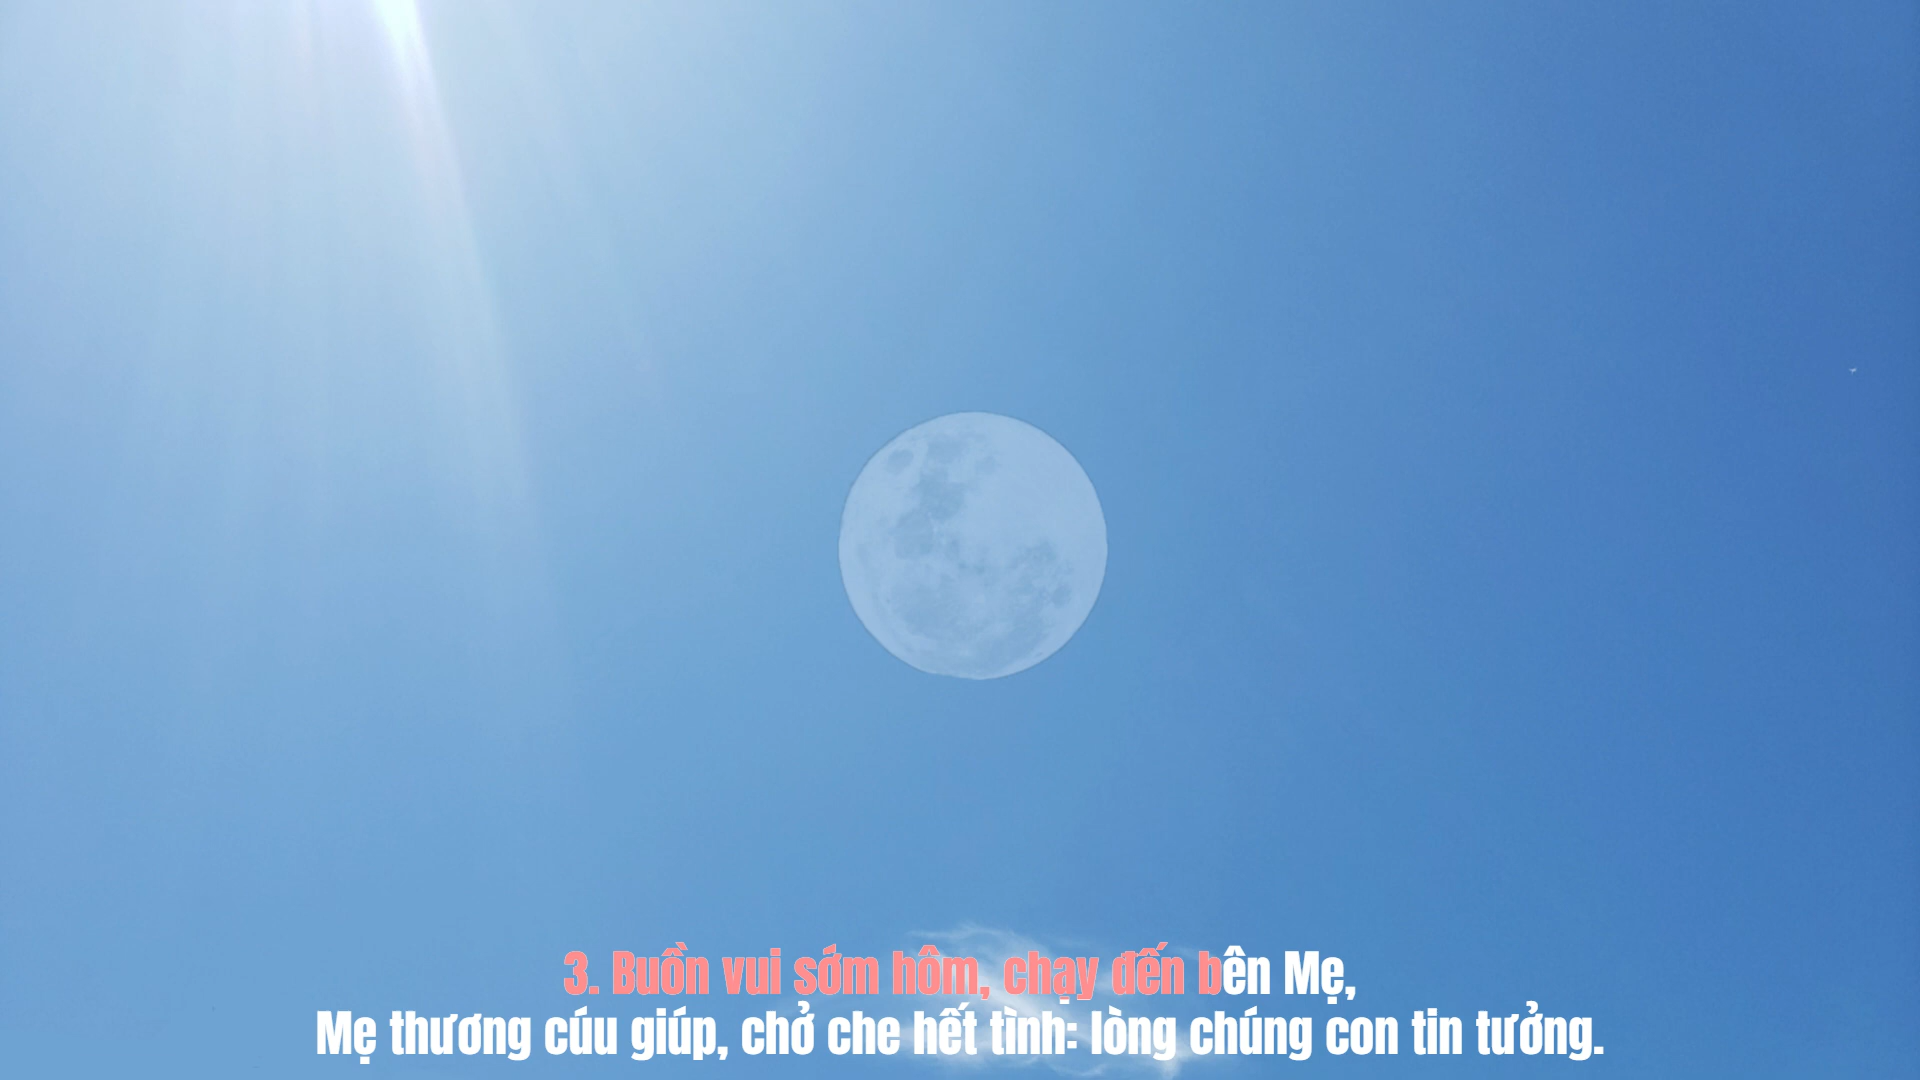 3. Buồn vui sớm hôm, chạy đến bên Mẹ,
Mẹ thương cúu giúp, chở che hết tình: lòng chúng con tin tưởng.